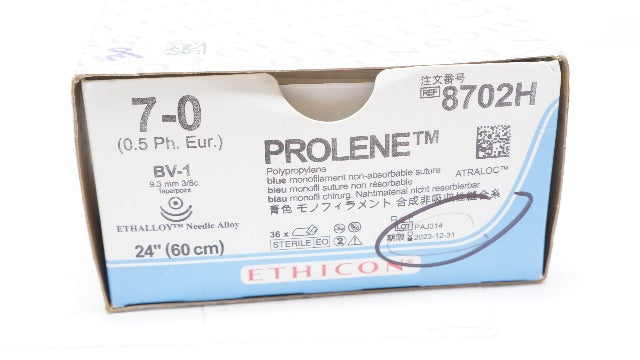 7-0
(0.5 Ph. Eur.)
BV-1
9.3 mm 3/8c
Taperpoint
ETHALLOY™ Needle Alloy
24" (60 cm)
注文番号
REF 8702H
PROLENE™
Polypropylene
blue monofilament non-absorbable suture
bleu monofil suture non résorbable
blau monofil chirurg. Nahtmaterial nicht resorbierbar
青色 モノフィラメント 合成非吸収性縫合糸
ATRALOC™
36 x
STERILE EO
LOT PAJ314
期限 2023-12-31
ETHICON